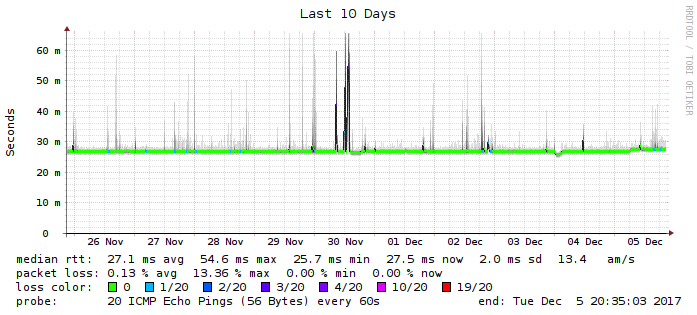 Last 10 Days
RRDTOOL / TOBI OETIKER
Seconds
60 m
50 m
40 m
30 m
20 m
10 m
0
26 Nov 27 Nov 28 Nov 29 Nov 30 Nov 01 Dec 02 Dec 03 Dec 04 Dec 05 Dec
median rtt: 27.1 ms avg 54.6 ms max 25.7 ms min 27.5 ms now 2.0 ms sd 13.4 am/s
packet loss: 0.13 % avg 13.36 % max 0.00 % min 0.00 % now
loss color: 0 1/20 2/20 3/20 4/20 10/20 19/20
probe: 20 ICMP Echo Pings (56 Bytes) every 60s end: Tue Dec 5 20:35:03 2017